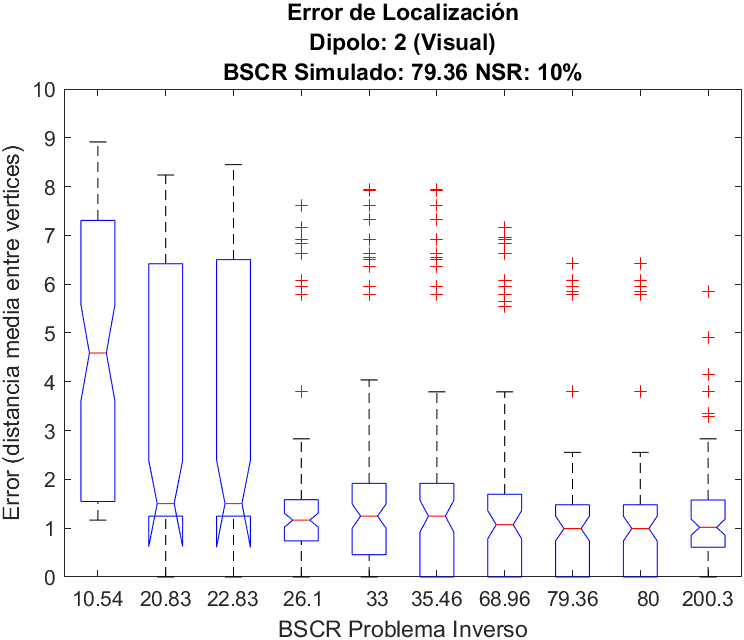 Error de Localización
Dipolo: 2 (Visual)
BSCR Simulado: 79.36 NSR: 10%
Error (distancia media entre vertices)
10
9
8
7
6
5
4
3
2
1
0
10.54 20.83 22.83 26.1 33 35.46 68.96 79.36 80 200.3
BSCR Problema Inverso